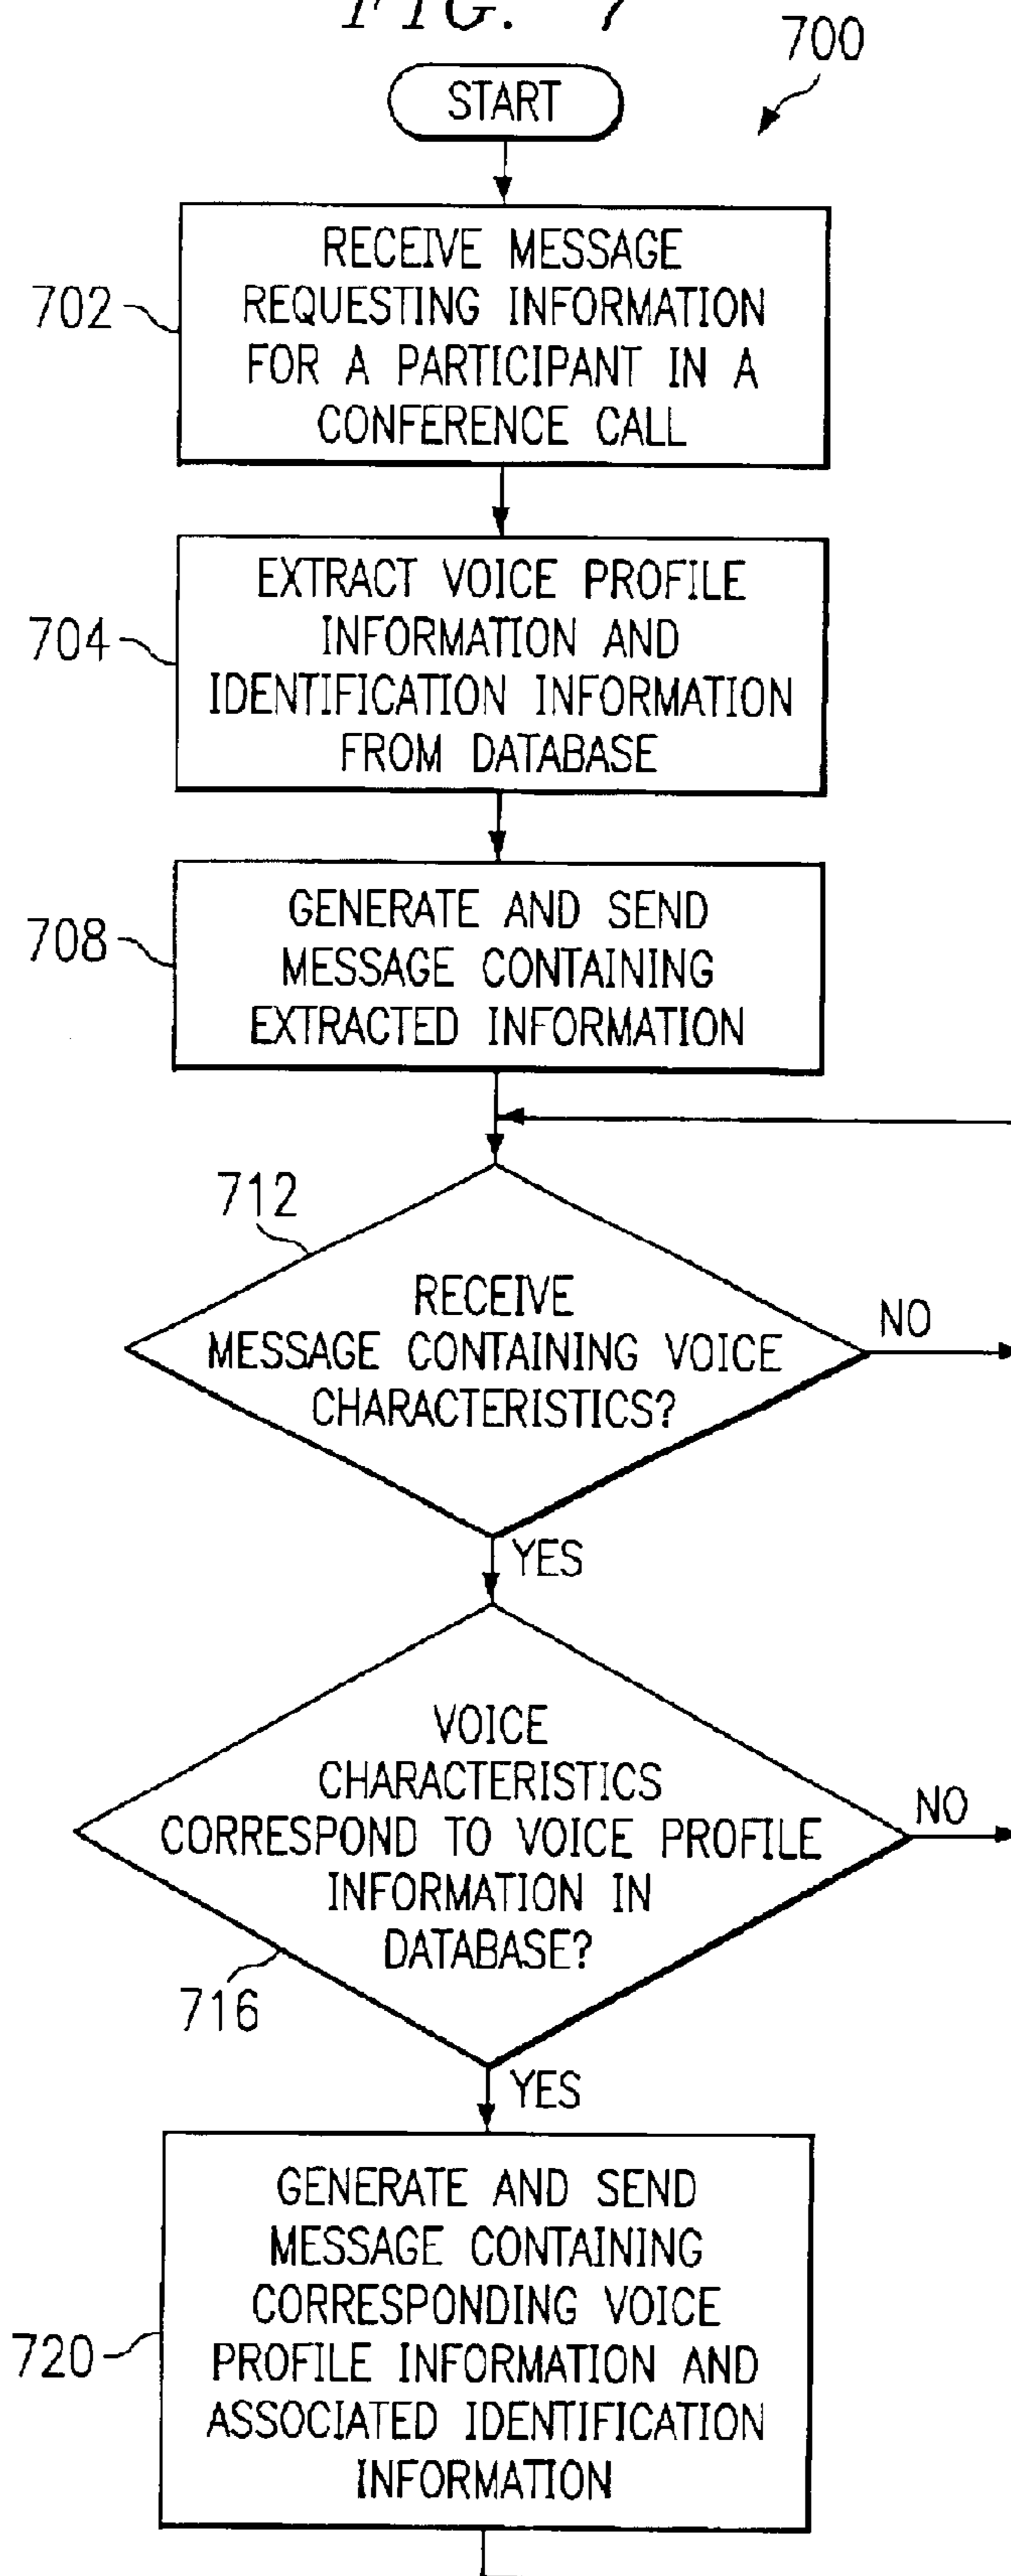 FIG. 7
700
START
702
RECEIVE MESSAGE
REQUESTING INFORMATION
FOR A PARTICIPANT IN A
CONFERENCE CALL
704
EXTRACT VOICE PROFILE
INFORMATION AND
IDENTIFICATION INFORMATION
FROM DATABASE
708
GENERATE AND SEND
MESSAGE CONTAINING
EXTRACTED INFORMATION
712
RECEIVE
MESSAGE CONTAINING VOICE
CHARACTERISTICS?
NO
YES
VOICE
CHARACTERISTICS
CORRESPOND TO VOICE PROFILE
INFORMATION IN
DATABASE?
NO
716
YES
720
GENERATE AND SEND
MESSAGE CONTAINING
CORRESPONDING VOICE
PROFILE INFORMATION AND
ASSOCIATED IDENTIFICATION
INFORMATION